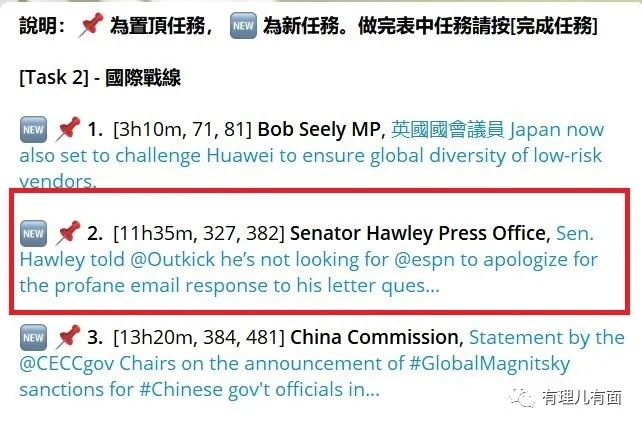 說明：📌 為置頂任務， NEW 為新任務。做完表中任務請按[完成任務]
[Task 2] - 國際戰線
NEW 📌 1. [3h10m, 71, 81] Bob Seely MP, 英國國會議員 Japan now
also set to challenge Huawei to ensure global diversity of low-risk
vendors.
NEW 📌 2. [11h35m, 327, 382] Senator Hawley Press Office, Sen.
Hawley told @Outkick he’s not looking for @espn to apologize for
the profane email response to his letter ques...
NEW 📌 3. [13h20m, 384, 481] China Commission, Statement by the
@CECCgov Chairs on the announcement of #GlobalMagnitsky
sanctions for #Chinese gov't officials in...
有理儿有面